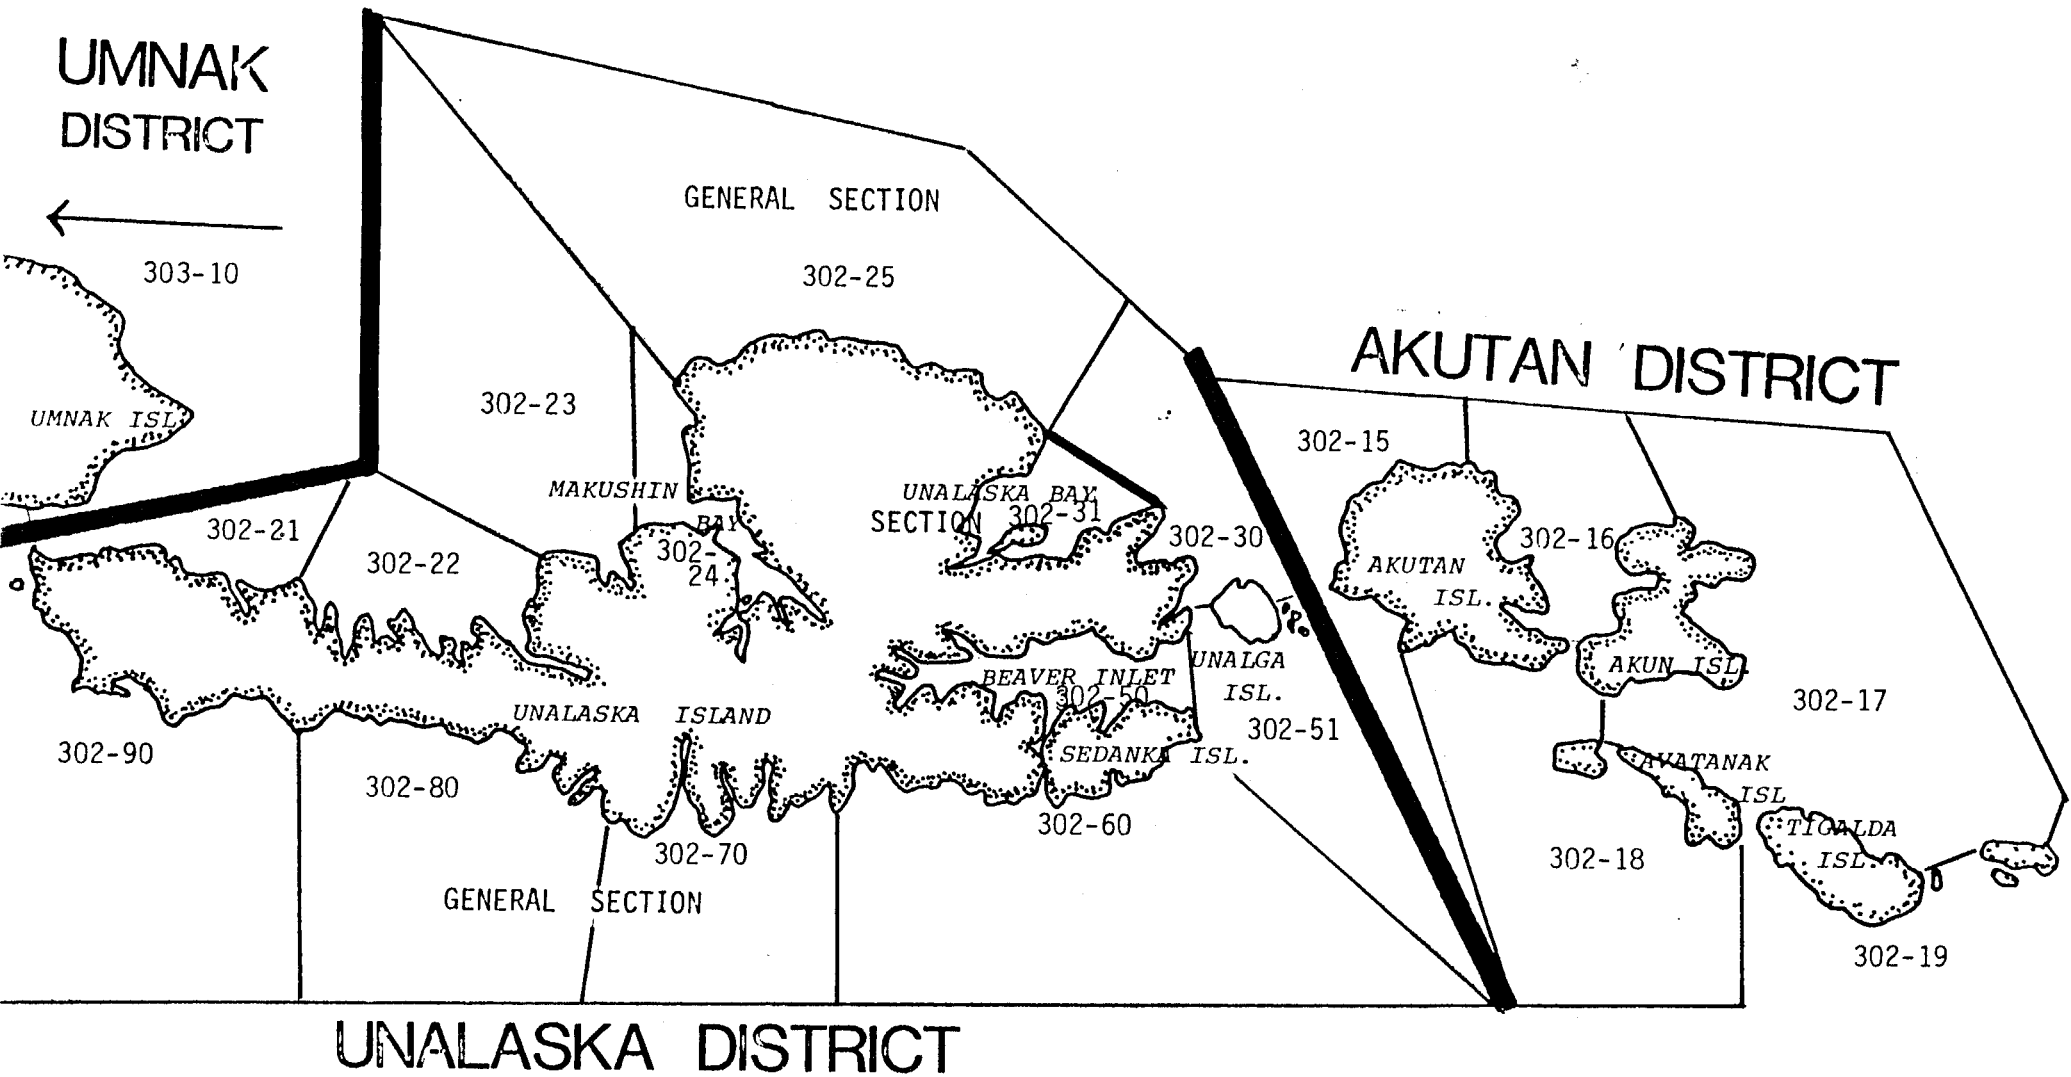 UMNAK
DISTRICT
GENERAL SECTION
303-10
302-25
AKUTAN DISTRICT
302-23
UMNAK ISL
302-15
MAKUSHIN
BAY
UNALASKA BAY
SECTION
302-31
302-21
302-30
302-16
302-22
302-
24
AKUTAN
ISL.
UNALGA
ISL.
AKUN ISL.
BEAVER INLET
302-50
302-17
UNALASKA ISLAND
302-51
302-90
SEDANKA ISL.
AVATANAK
ISL
302-80
302-60
TIGALDA
ISL.
302-70
302-18
GENERAL SECTION
302-19
UNALASKA DISTRICT